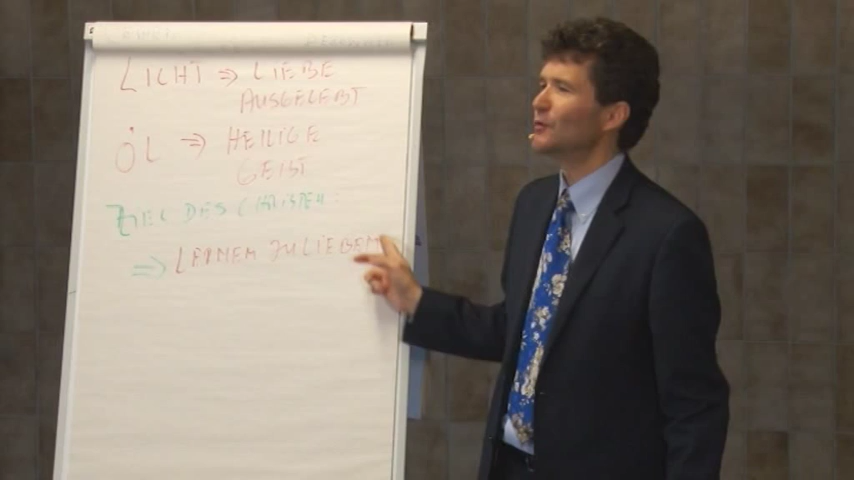 LICHT ⇒ LIEBE
AUSGELEBT
ÖL ⇒ HEILIGE
GEIST
ZIEL DES CHRISTEN:
⇒ LERNEN ZU LIEBEN